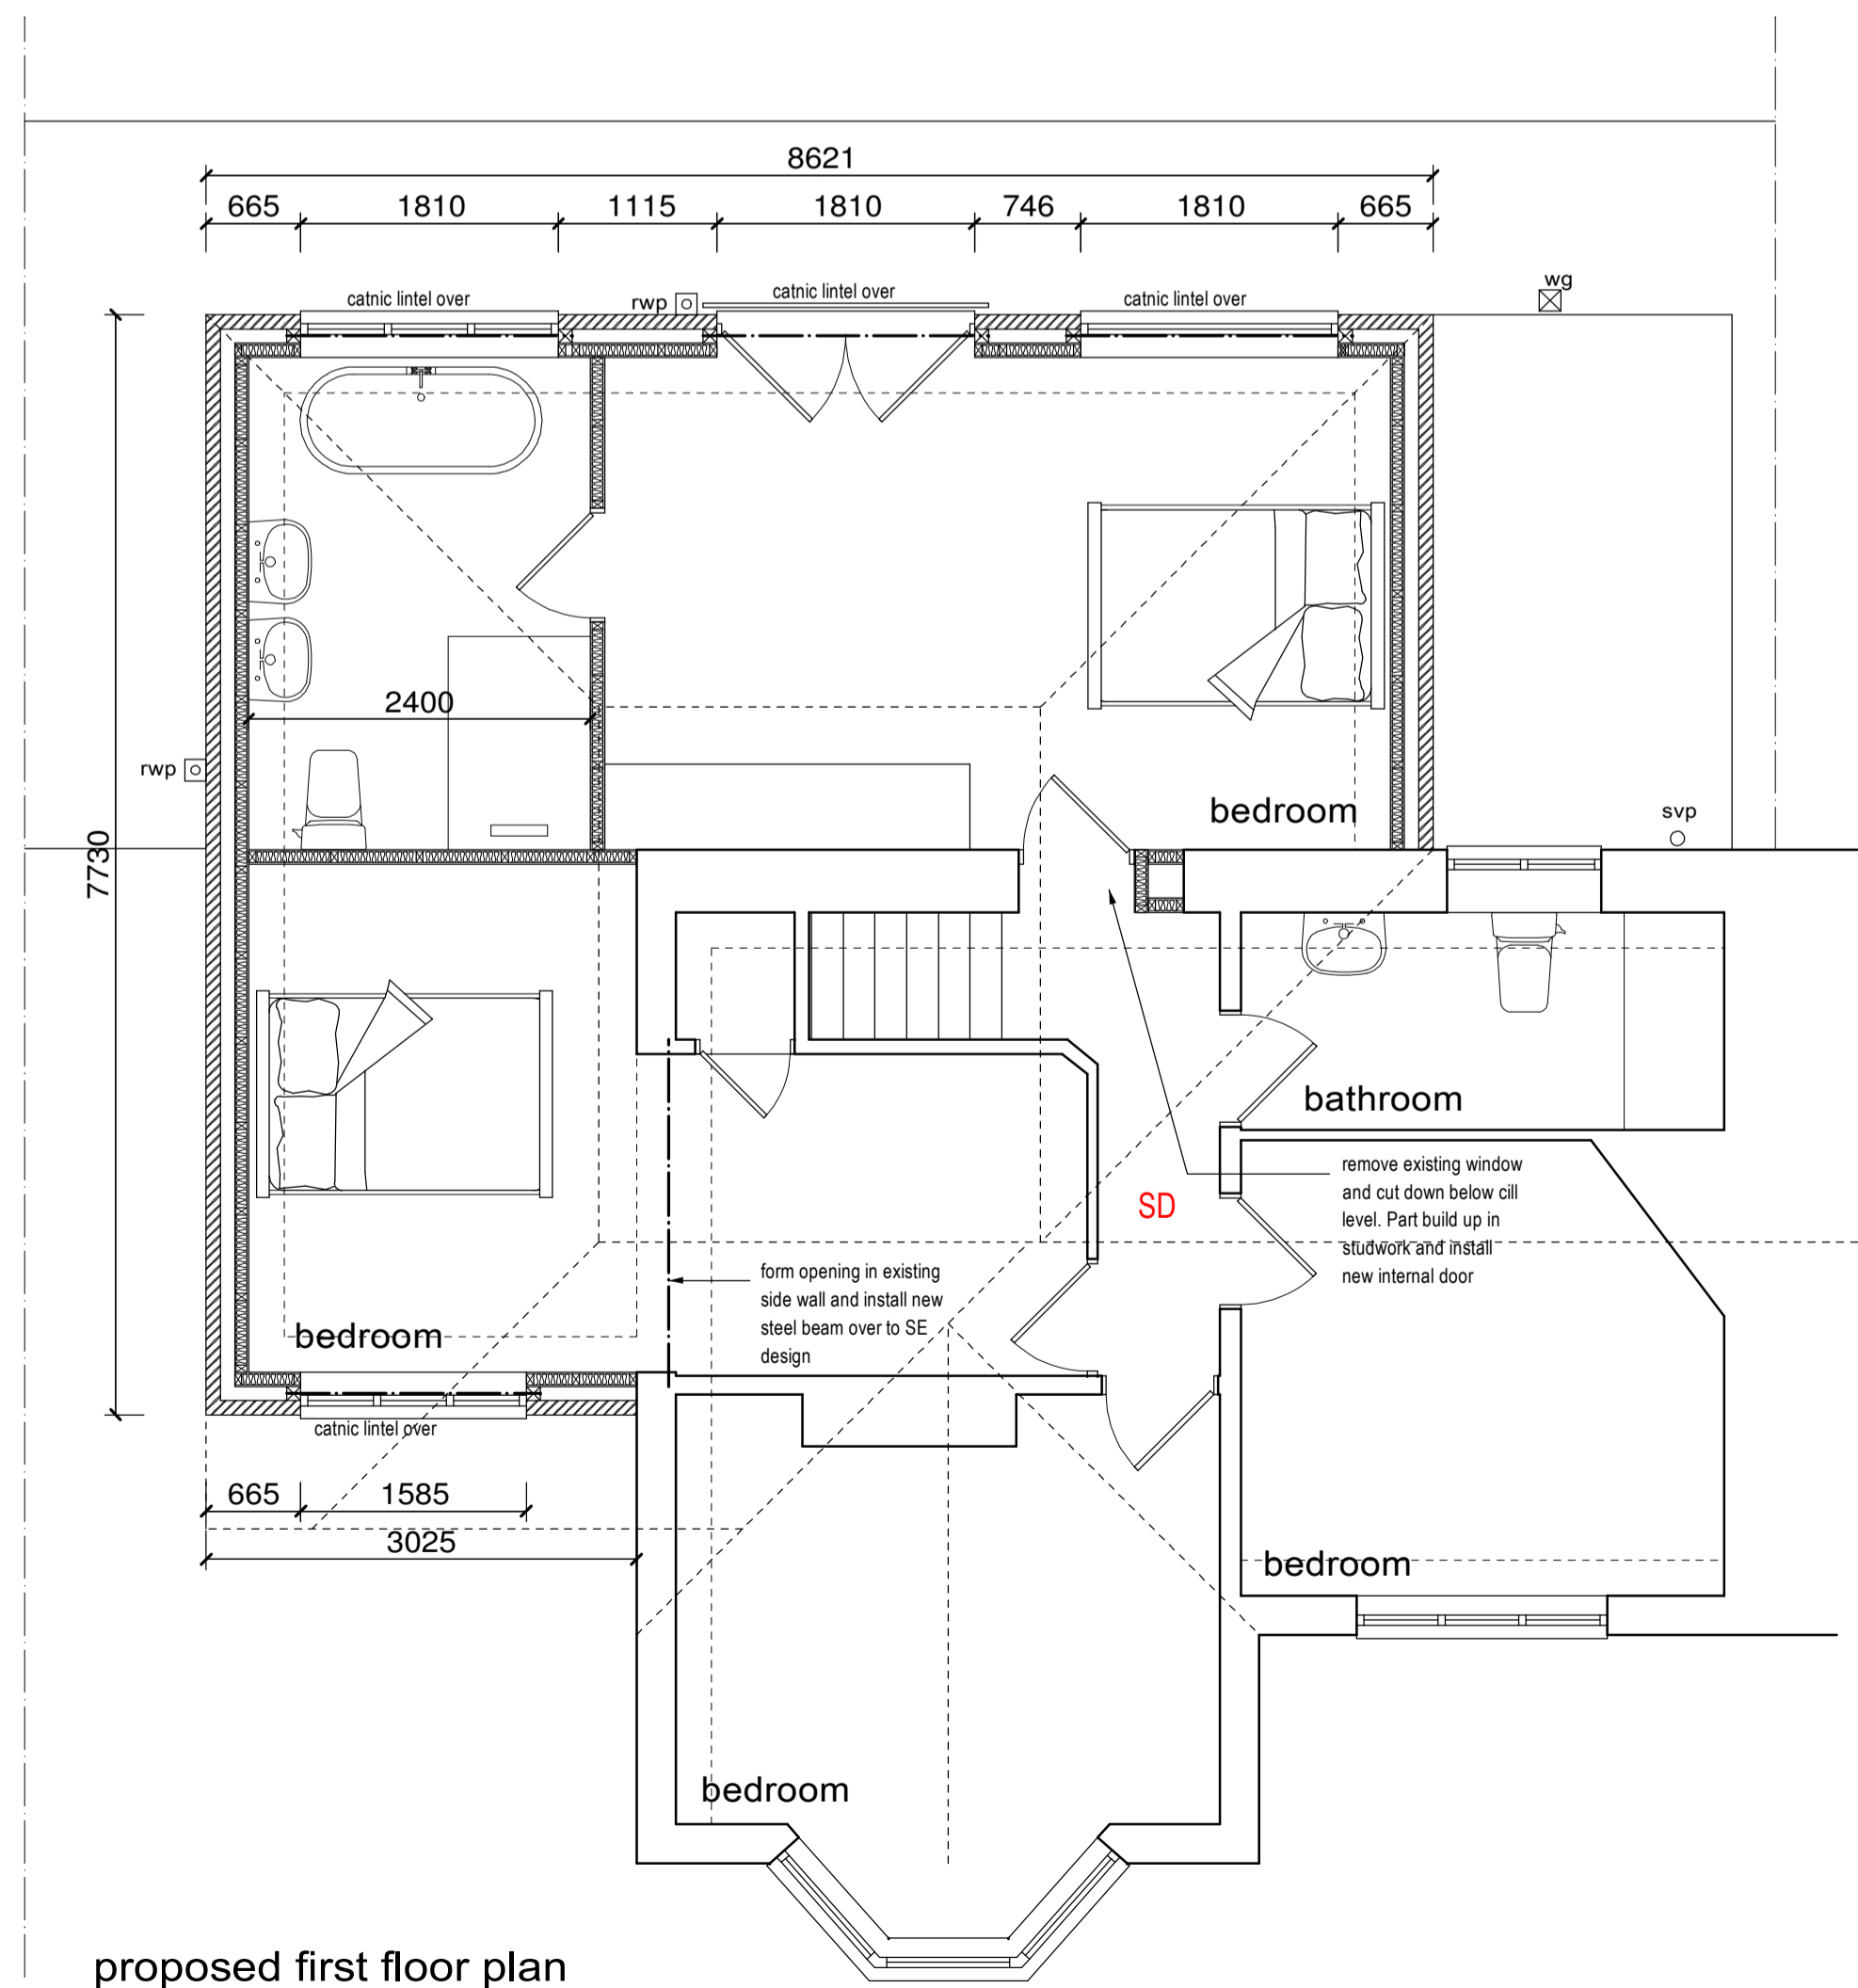 8621
665 1810 1115 1810 746 1810 665
wg
catnic lintel over
rwp
catnic lintel over
catnic lintel over
2400
rwp
7730
bedroom
svp
bathroom
SD
remove existing window
and cut down below cill
level. Part build up in
studwork and install
new internal door
form opening in existing
side wall and install new
steel beam over to SE
design
bedroom
catnic lintel over
665 1585
3025
bedroom
bedroom
proposed first floor plan